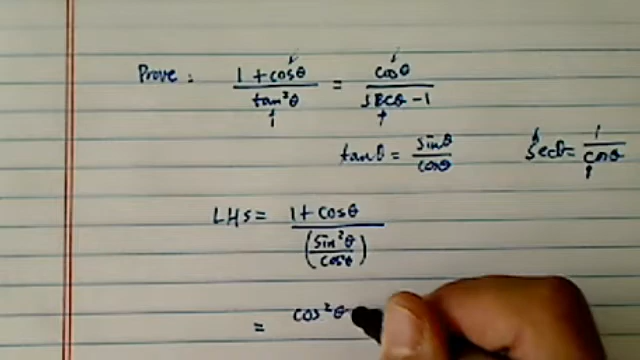 Prove : (1 + cosθ) / (tan²θ) = (cosθ) / (secθ - 1)
tanθ = sinθ / cosθ   secθ = 1 / cosθ
LHS = (1 + cosθ) / (sin²θ / cos²θ)
= cos²θ